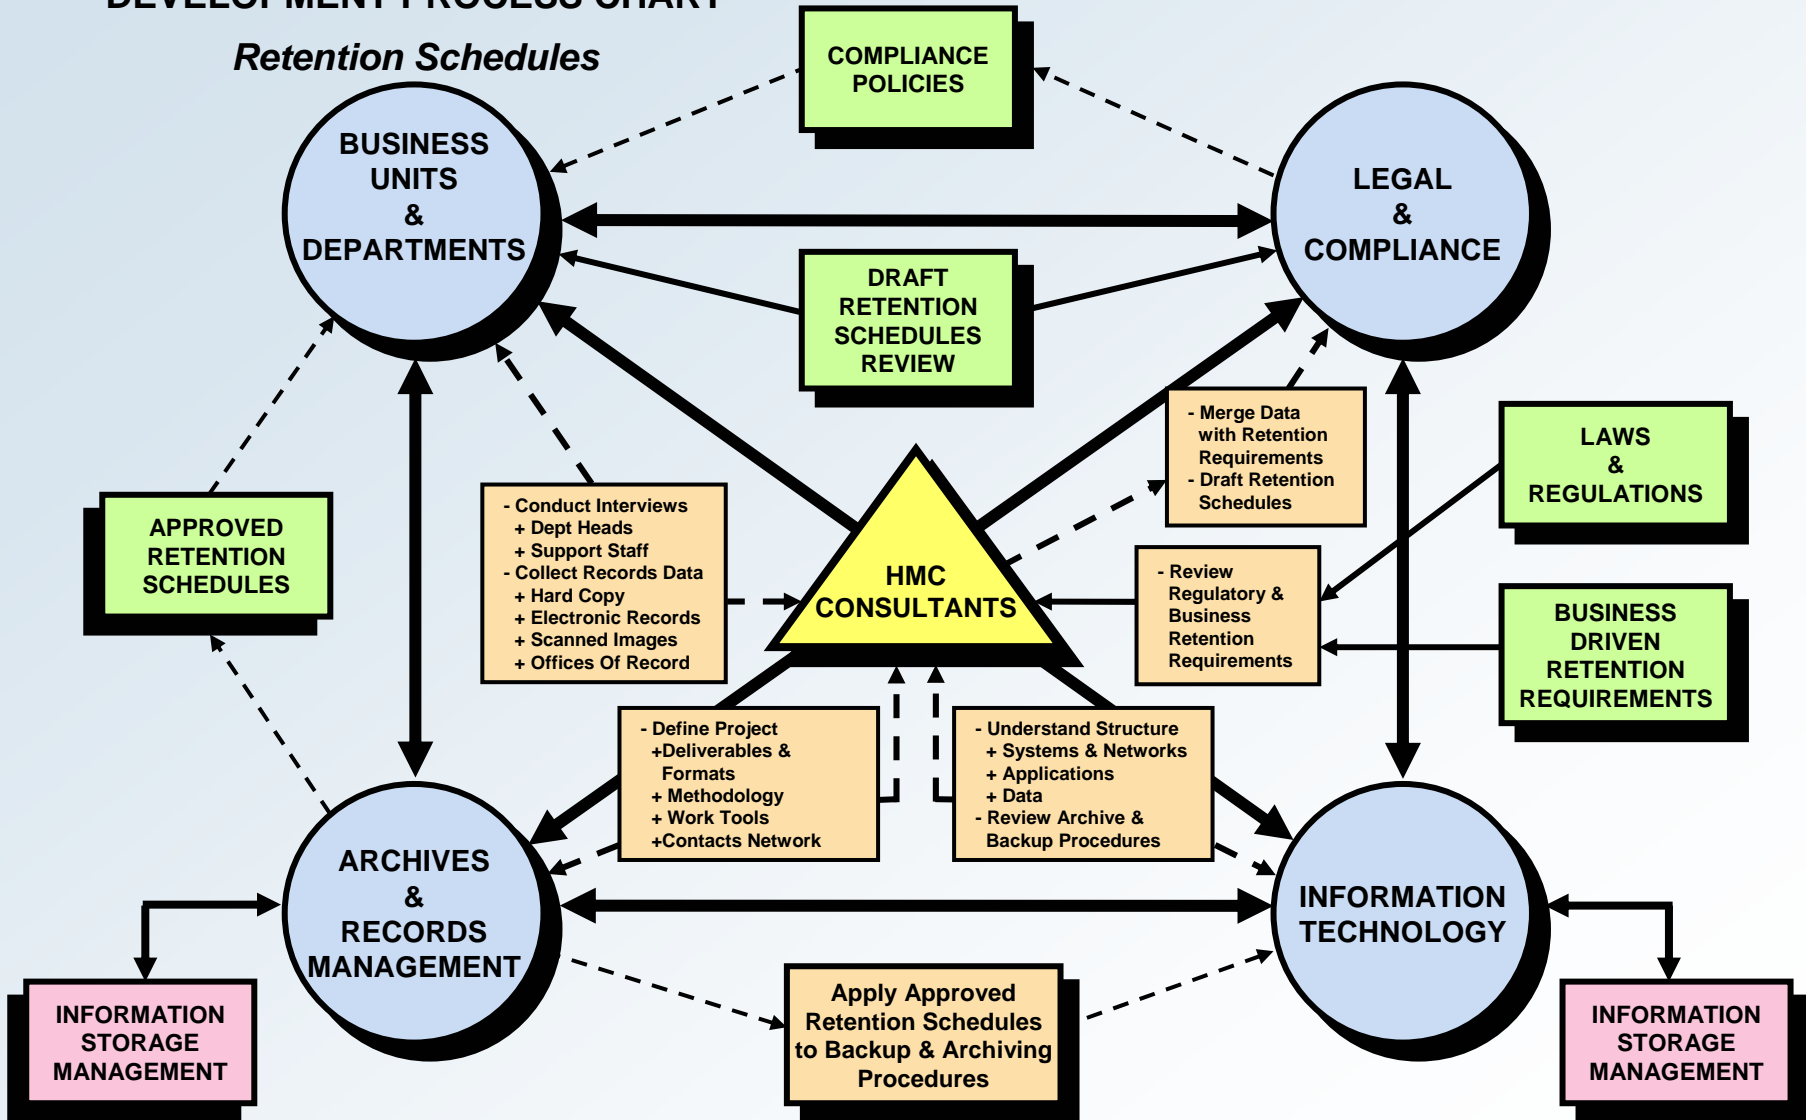 DEVELOPMENT PROCESS CHART
Retention Schedules
COMPLIANCE
POLICIES
BUSINESS
UNITS
&
DEPARTMENTS
LEGAL
&
COMPLIANCE
DRAFT
RETENTION
SCHEDULES
REVIEW
- Merge Data
with Retention
Requirements
- Draft Retention
Schedules
LAWS
&
REGULATIONS
APPROVED
RETENTION
SCHEDULES
- Conduct Interviews
+ Dept Heads
+ Support Staff
- Collect Records Data
+ Hard Copy
+ Electronic Records
+ Scanned Images
+ Offices Of Record
HMC
CONSULTANTS
- Review
Regulatory &
Business
Retention
Requirements
BUSINESS
DRIVEN
RETENTION
REQUIREMENTS
- Define Project
+Deliverables &
Formats
+ Methodology
+ Work Tools
+Contacts Network
- Understand Structure
+ Systems & Networks
+ Applications
+ Data
- Review Archive &
Backup Procedures
ARCHIVES
&
RECORDS
MANAGEMENT
INFORMATION
TECHNOLOGY
INFORMATION
STORAGE
MANAGEMENT
Apply Approved
Retention Schedules
to Backup & Archiving
Procedures
INFORMATION
STORAGE
MANAGEMENT